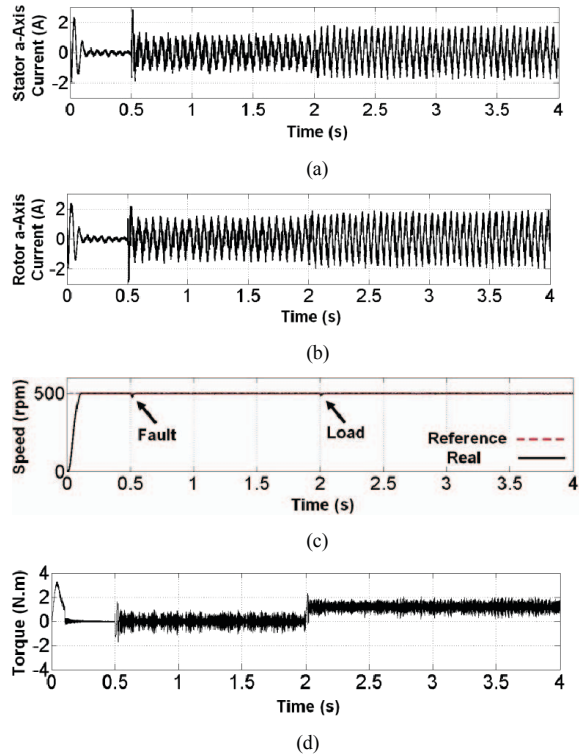 Stator a-Axis
Current (A)
2
0
−2
0 0.5 1 1.5 2 2.5 3 3.5 4
Time (s)
(a)
Rotor a-Axis
Current (A)
2
0
−2
0 0.5 1 1.5 2 2.5 3 3.5 4
Time (s)
(b)
Speed (rpm)
500
0
Fault
Load
Reference
Real
0 0.5 1 1.5 2 2.5 3 3.5 4
Time (s)
(c)
Torque (N.m)
4
2
0
−2
−4
0 0.5 1 1.5 2 2.5 3 3.5 4
Time (s)
(d)